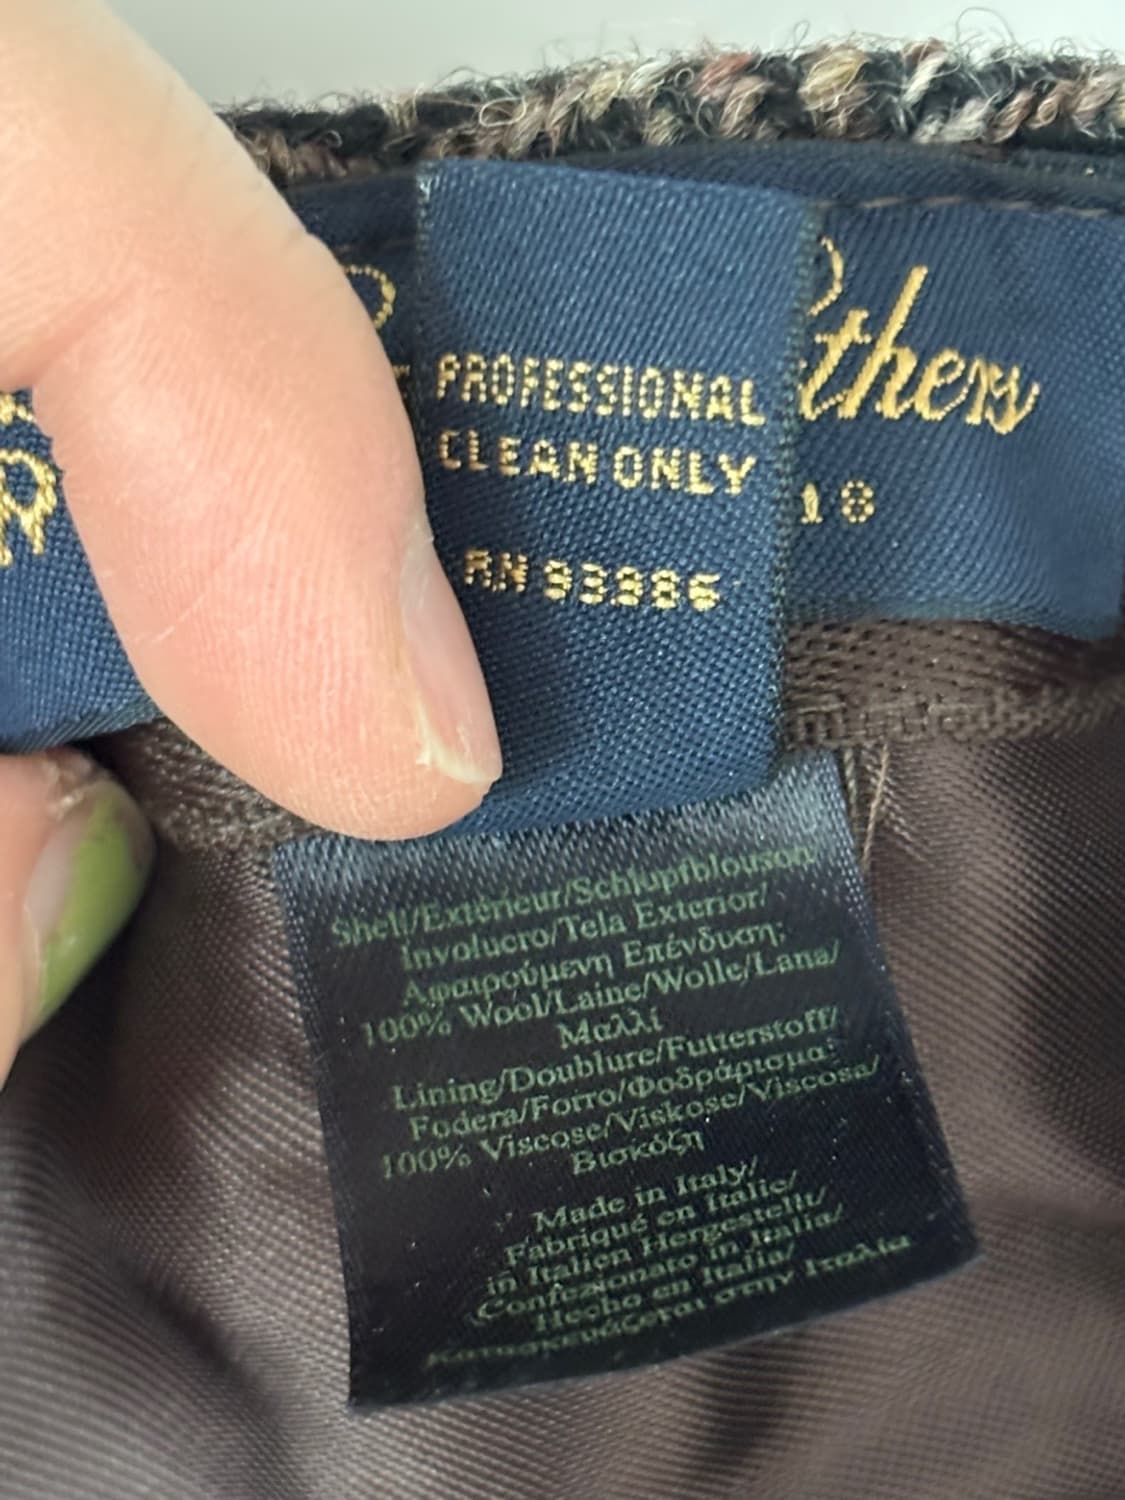 thers
PROFESSIONAL
CLEAN ONLY
18
RN 93986
Shell/Extérieur/Schlupfblouson
Involucro/Tela Exterior/
Αφαιρούμενη Επένδυση:
100% Wool/Laine/Wolle/Lana/
Μαλλί
Lining/Doublure/Futterstoff/
Fodera/Forro/Φοδράρισμα:
100% Viscose/Viskose/Viscosa/
Βισκόζη
Made in Italy/
Fabriqué en Italie/
in Italien Hergestellt/
Confezionato in Italia/
Hecho en Italia/
Κατασκευάζεται στην Ιταλία